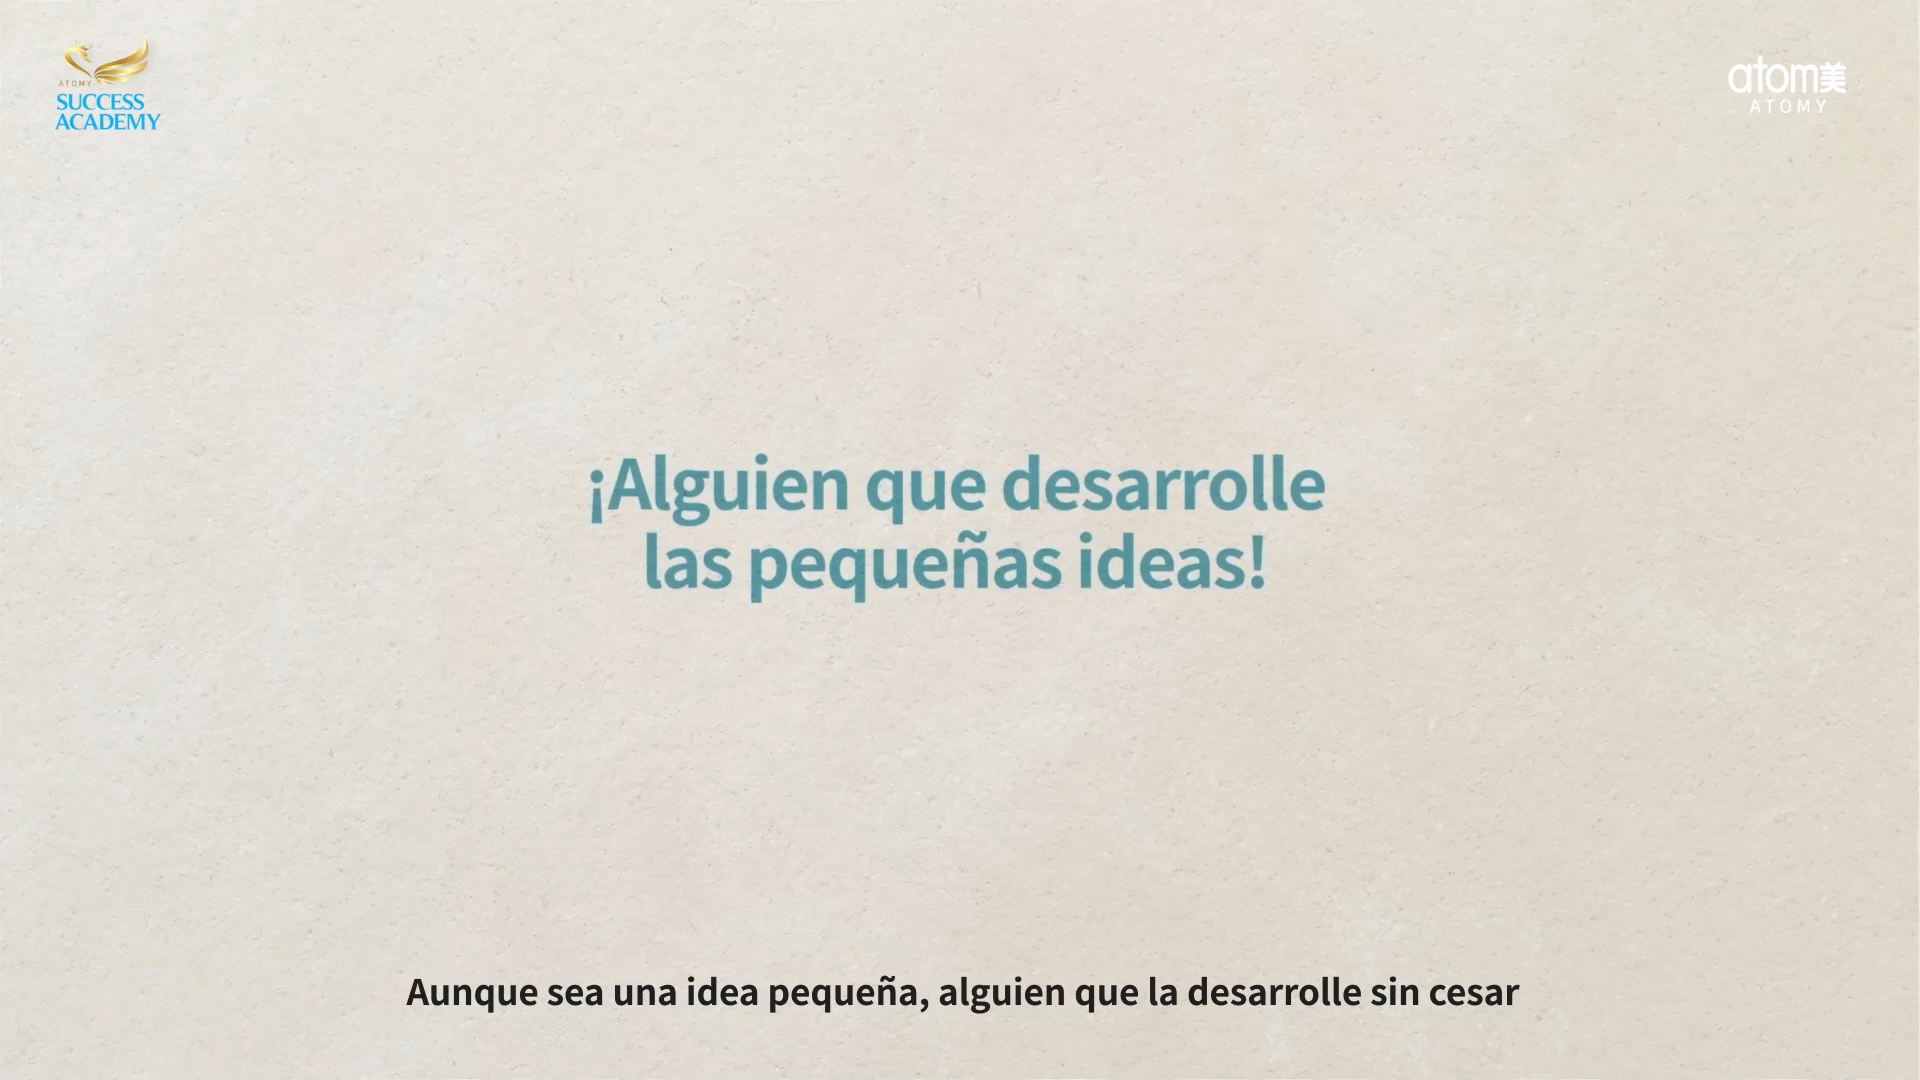 ATOMY
SUCCESS
ACADEMY
atom美
ATOMY
¡Alguien que desarrolle
las pequeñas ideas!
Aunque sea una idea pequeña, alguien que la desarrolle sin cesar